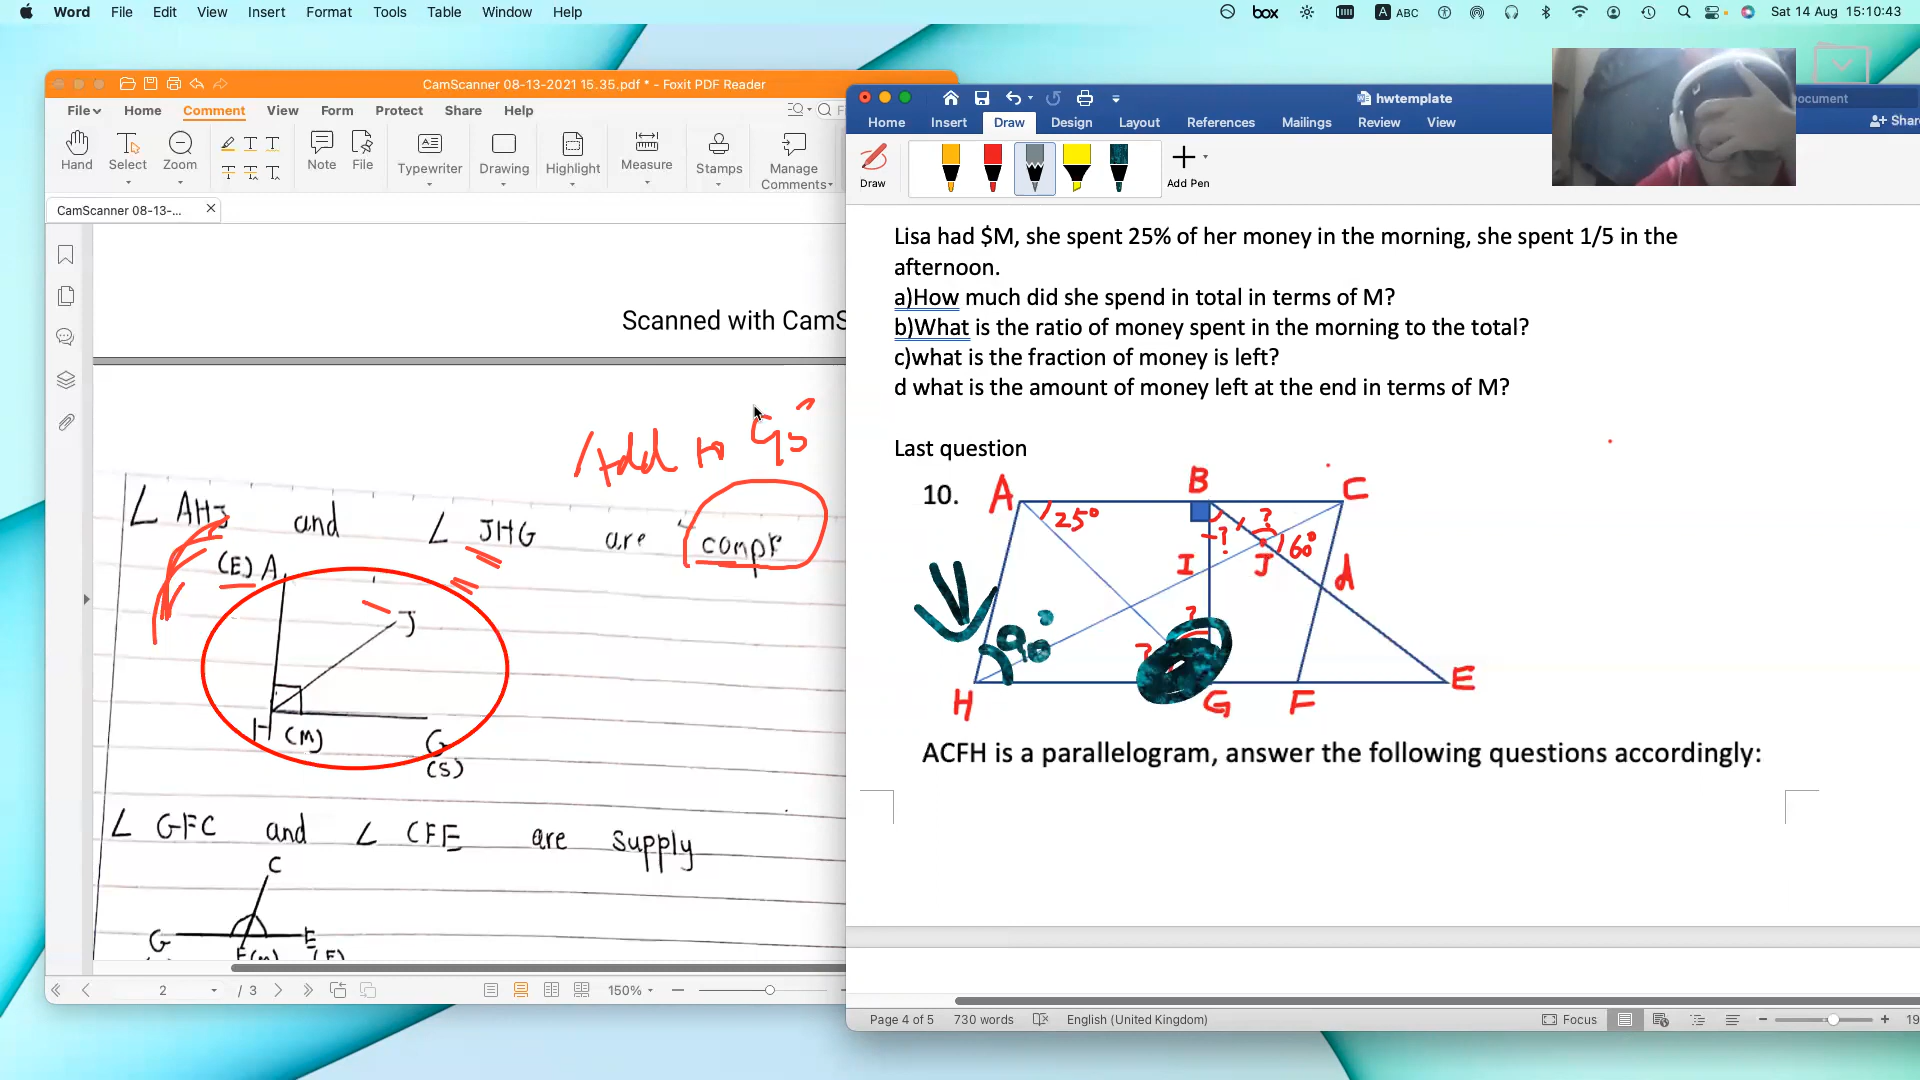 Word File Edit View Insert Format Tools Table Window Help
box A ABC Sat 14 Aug 15:10:43
CamScanner 08-13-2021 15.35.pdf * - Foxit PDF Reader
File Home Comment View Form Protect Share Help
Hand Select Zoom Note File Typewriter Drawing Highlight Measure Stamps Manage Comments
CamScanner 08-13-...
Scanned with CamS
Add to 90°
∠ AHJ and ∠ JHG are comp
(E) A
J
H (M)
G
(S)
∠ GFC and ∠ CFE are supply
C
G E
F(M) (E)
2 / 3
150%
hwtemplate
ocument
Home Insert Draw Design Layout References Mailings Review View
Shar
Draw
Add Pen
Lisa had $M, she spent 25% of her money in the morning, she spent 1/5 in the
afternoon.
a)How much did she spend in total in terms of M?
b)What is the ratio of money spent in the morning to the total?
c)what is the fraction of money is left?
d what is the amount of money left at the end in terms of M?
Last question
10. A B C
25° ? 60°
?
I J d
?
90°
?
H G F E
ACFH is a parallelogram, answer the following questions accordingly:
Page 4 of 5 730 words English (United Kingdom) Focus 19